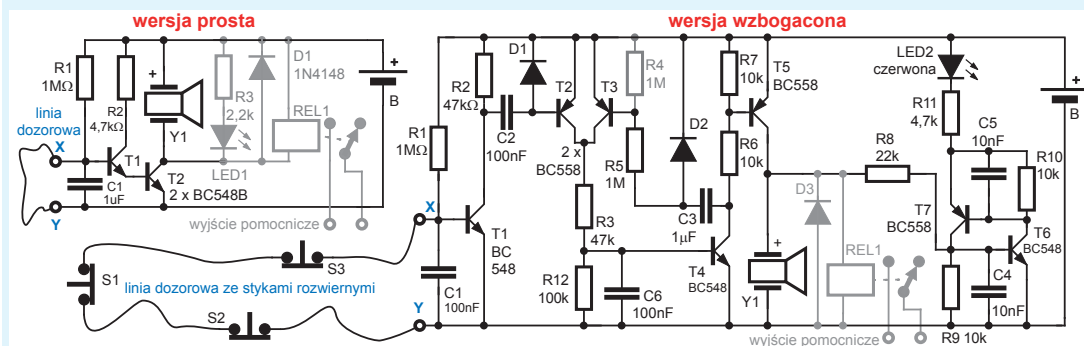 wersja prosta
R1
1MΩ
R2
4,7kΩ
+
Y1
R3
2,2k
LED1
D1
1N4148
REL1
+
B
linia
dozorowa
X
Y
C1
1uF
T1
T2
2 x BC548B
wyjście pomocnicze
S1
S2
S3
linia dozorowa ze stykami rozwiernymi
wersja wzbogacona
R1
1MΩ
X
Y
C1
100nF
R2
47kΩ
T1
BC
548
C2
100nF
D1
T2
T3
2 x
BC558
R4
1M
R5
1M
R3
47k
R12
100k
C6
100nF
D2
C3
1µF
R7
10k
R6
10k
T4
BC548
T5
BC558
+
Y1
D3
REL1
wyjście pomocnicze
R8
22k
LED2
czerwona
R11
4,7k
C5
10nF
R10
10k
T7
BC558
T6
BC548
C4
10nF
R9 10k
+
B